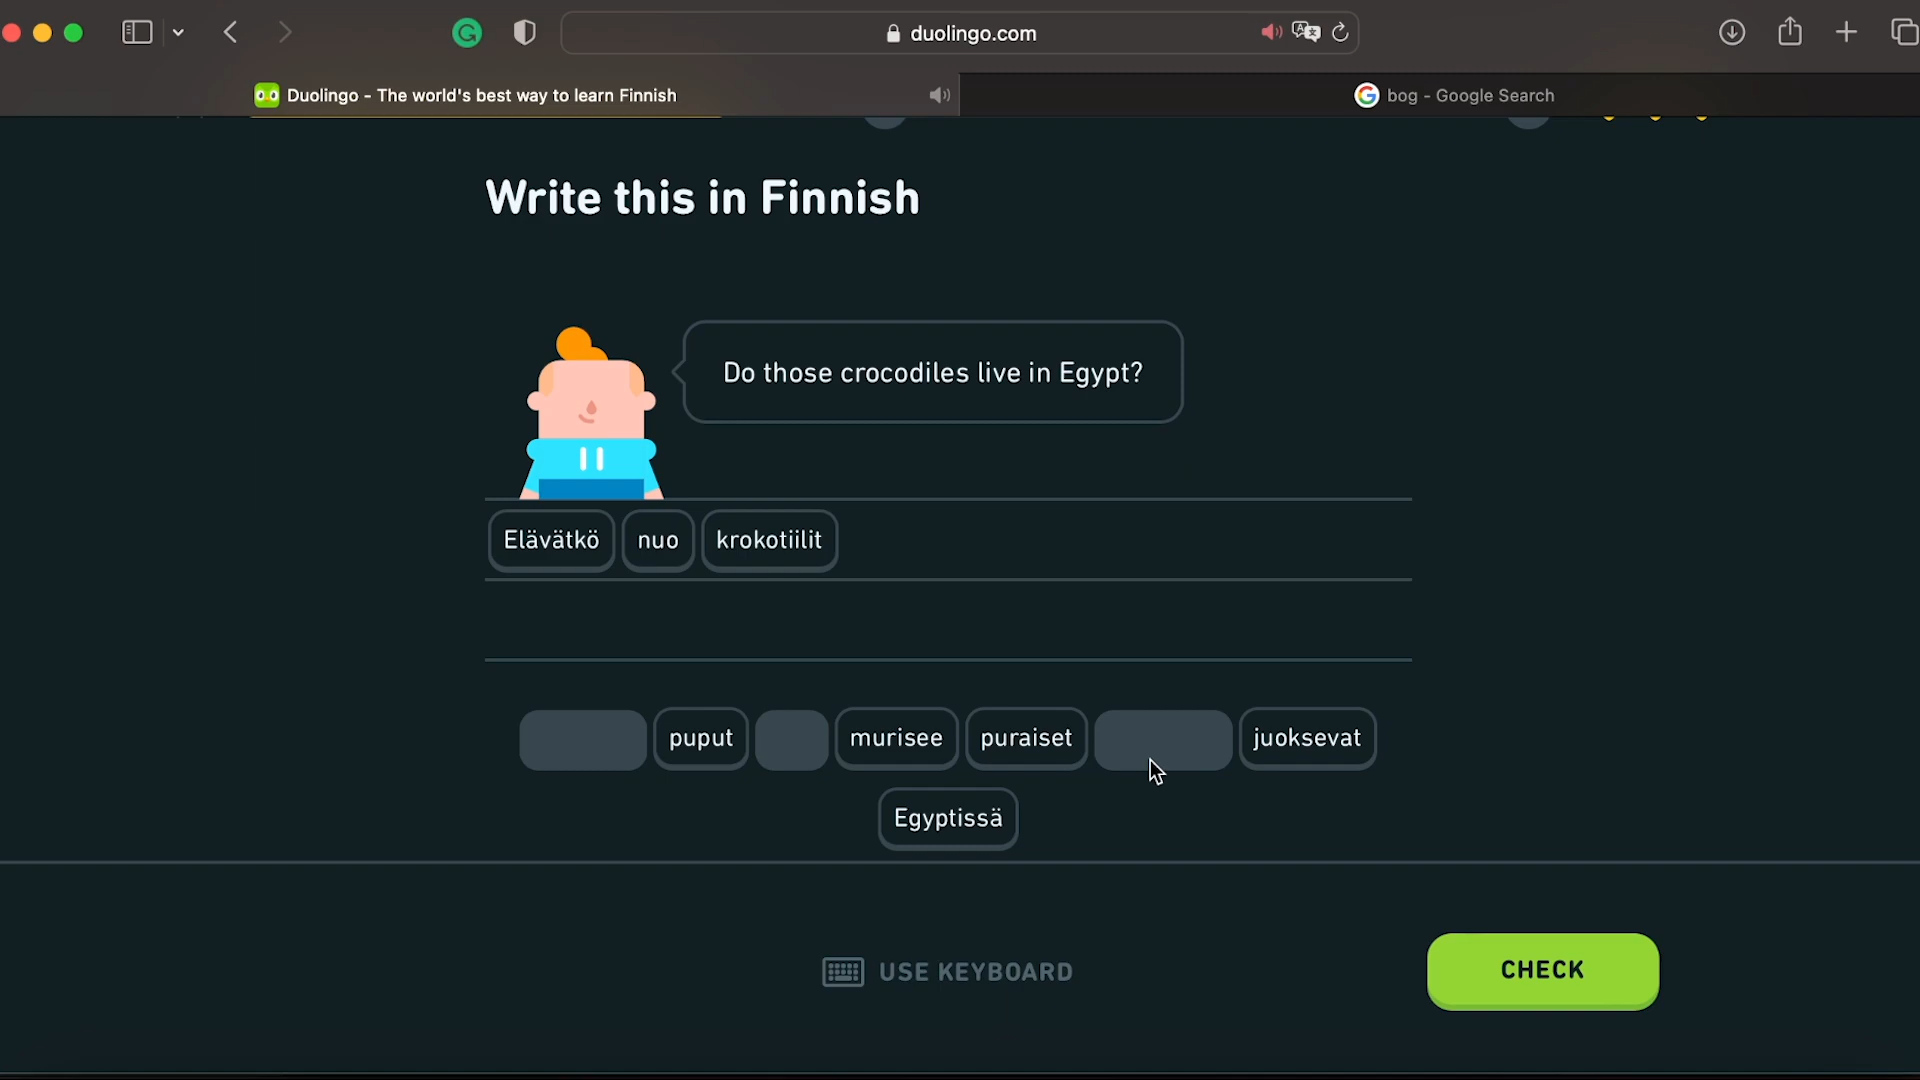 duolingo.com
Duolingo - The world's best way to learn Finnish
bog - Google Search
Write this in Finnish
Do those crocodiles live in Egypt?
Elävätkö nuo krokotiilit
puput murisee puraiset juoksevat
Egyptissä
USE KEYBOARD
CHECK